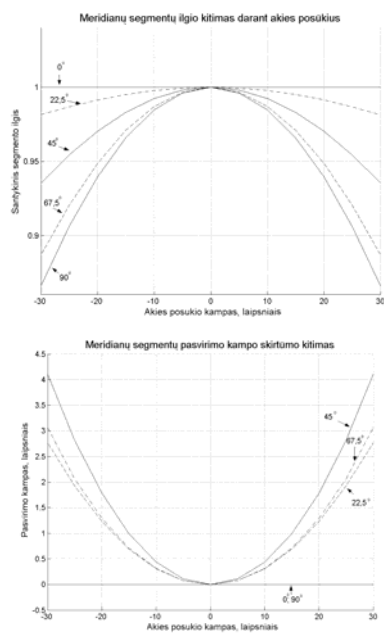 Meridianų segmentų ilgio kitimas darant akies posūkius
0°
1
22,5°
45°
0.95
67,5°
0.9
90°
Santykinis segmento ilgis
-30 -20 -10 0 10 20 30
Akies posukio kampas, laipsniais
Meridianų segmentų pasvirimo kampo skirtūmo kitimas
4.5
4
3.5
3
2.5
2
1.5
1
0.5
0
-0.5
45°
67,5°
22,5°
0°, 90°
Pasvirimo kampas, laipsniais
-30 -20 -10 0 10 20 30
Akies posukio kampas, laipsniais